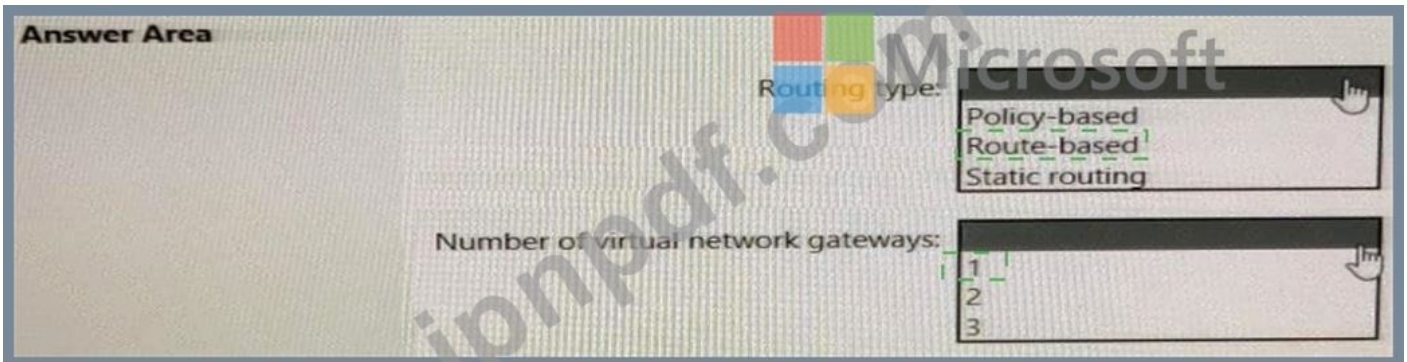 Answer Area
Microsoft
Routing type:
Policy-based
Route-based
Static routing
Number of virtual network gateways:
1
2
3
ipnpdf.com